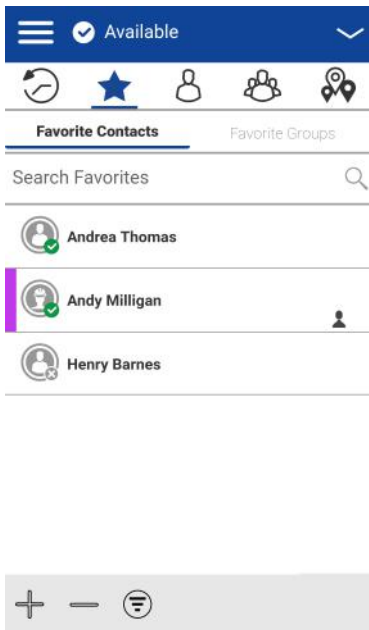 Available
Favorite Contacts Favorite Groups
Search Favorites
Andrea Thomas
Andy Milligan
Henry Barnes